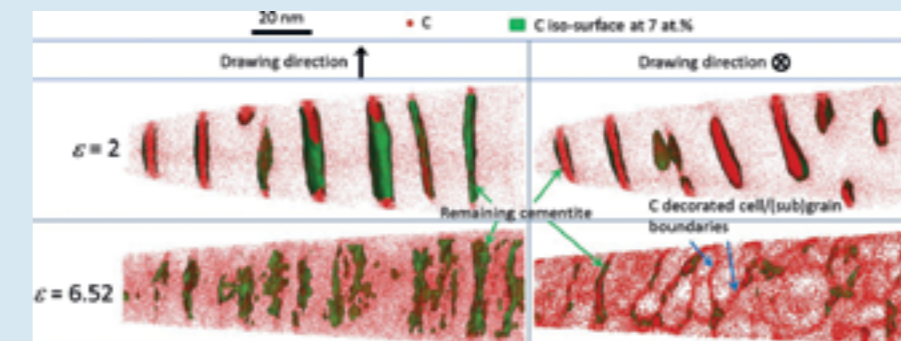 20 nm
C
C iso-surface at 7 at.%
Drawing direction
Drawing direction
ε = 2
Remaining cementite
C decorated cell/(sub)grain
boundaries
ε = 6.52